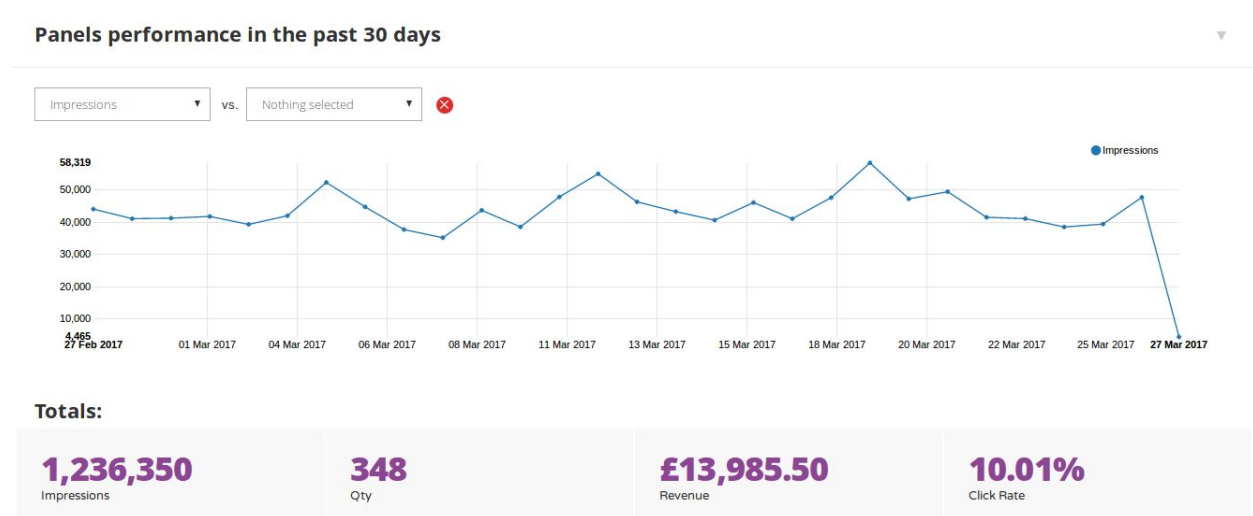 Panels performance in the past 30 days
Impressions vs. Nothing selected
Impressions
58,319
50,000
40,000
30,000
20,000
10,000
4,465
27 Feb 2017 01 Mar 2017 04 Mar 2017 06 Mar 2017 08 Mar 2017 11 Mar 2017 13 Mar 2017 15 Mar 2017 18 Mar 2017 20 Mar 2017 22 Mar 2017 25 Mar 2017 27 Mar 2017
Totals:
1,236,350 348 £13,985.50 10.01%
Impressions Qty Revenue Click Rate